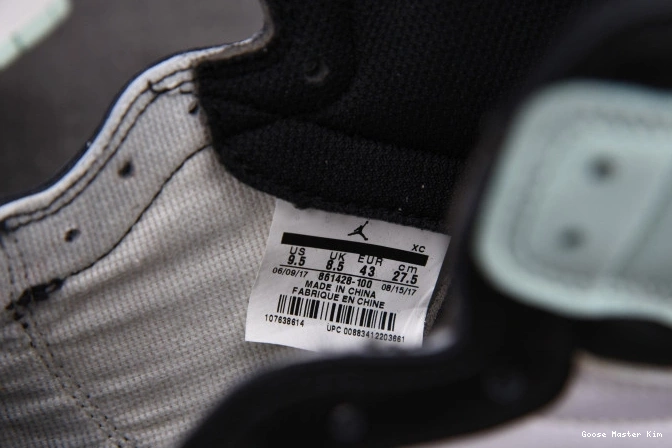 XC
US UK EUR cm
9.5 8.5 43 27.5
06/09/17 861428-100 08/15/17
MADE IN CHINA
FABRIQUE EN CHINE
107638614 UPC 00883412203661
Goose Master Kim